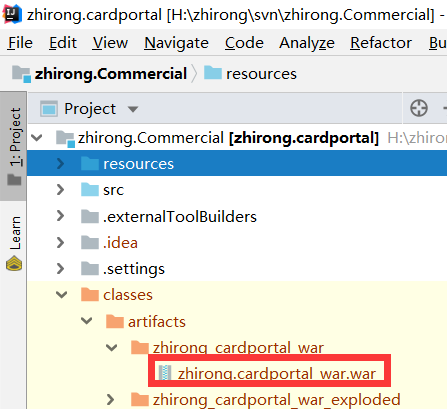 zhirong.cardportal [H:\zhirong\svn\zhirong.Commercial] -
File Edit View Navigate Code Analyze Refactor Bu
zhirong.Commercial resources
Project
1: Project
zhirong.Commercial [zhirong.cardportal] H:\zhiro
resources
src
.externalToolBuilders
Learn
.idea
.settings
classes
artifacts
zhirong_cardportal_war
zhirong.cardportal_war.war
zhirong_cardportal_war_exploded